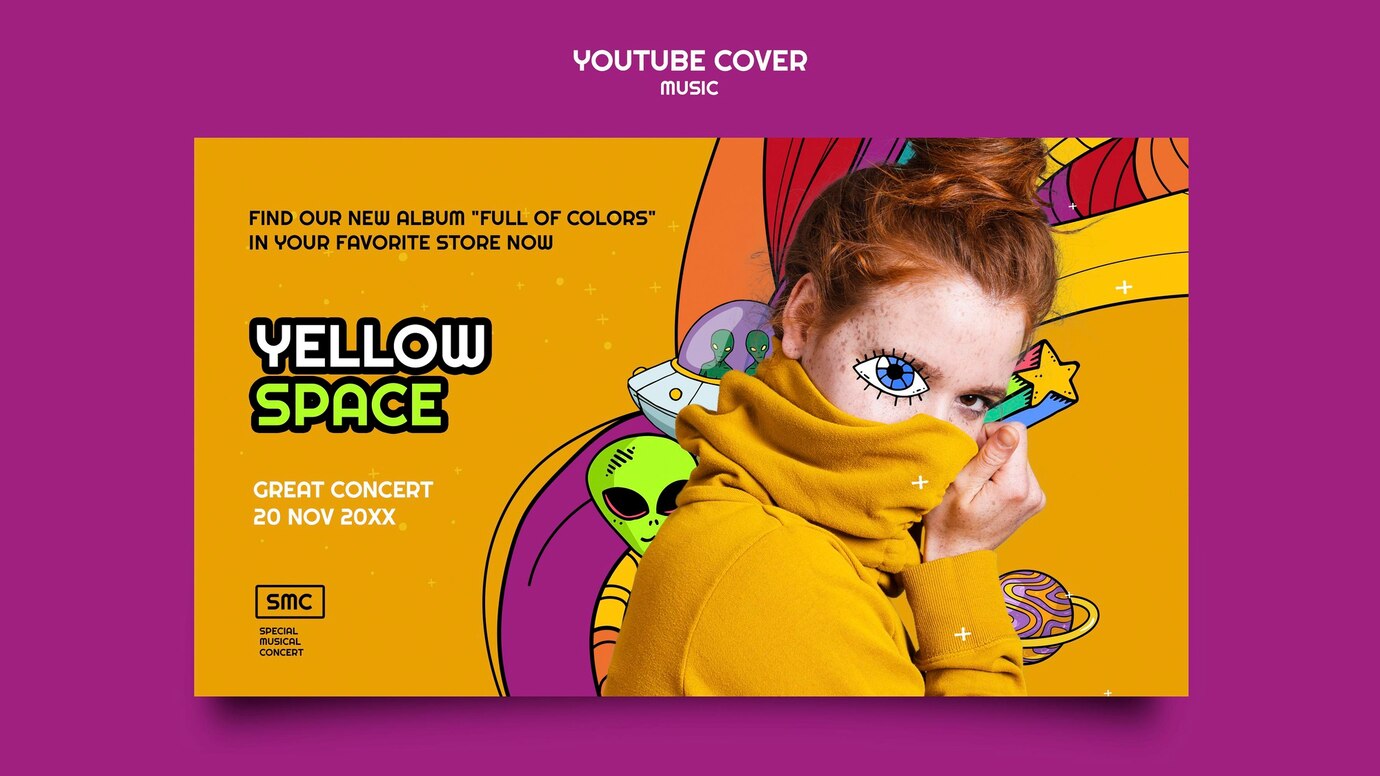 YOUTUBE COVER
MUSIC
FIND OUR NEW ALBUM "FULL OF COLORS"
IN YOUR FAVORITE STORE NOW
YELLOW
SPACE
GREAT CONCERT
20 NOV 20XX
SMC
SPECIAL
MUSICAL
CONCERT